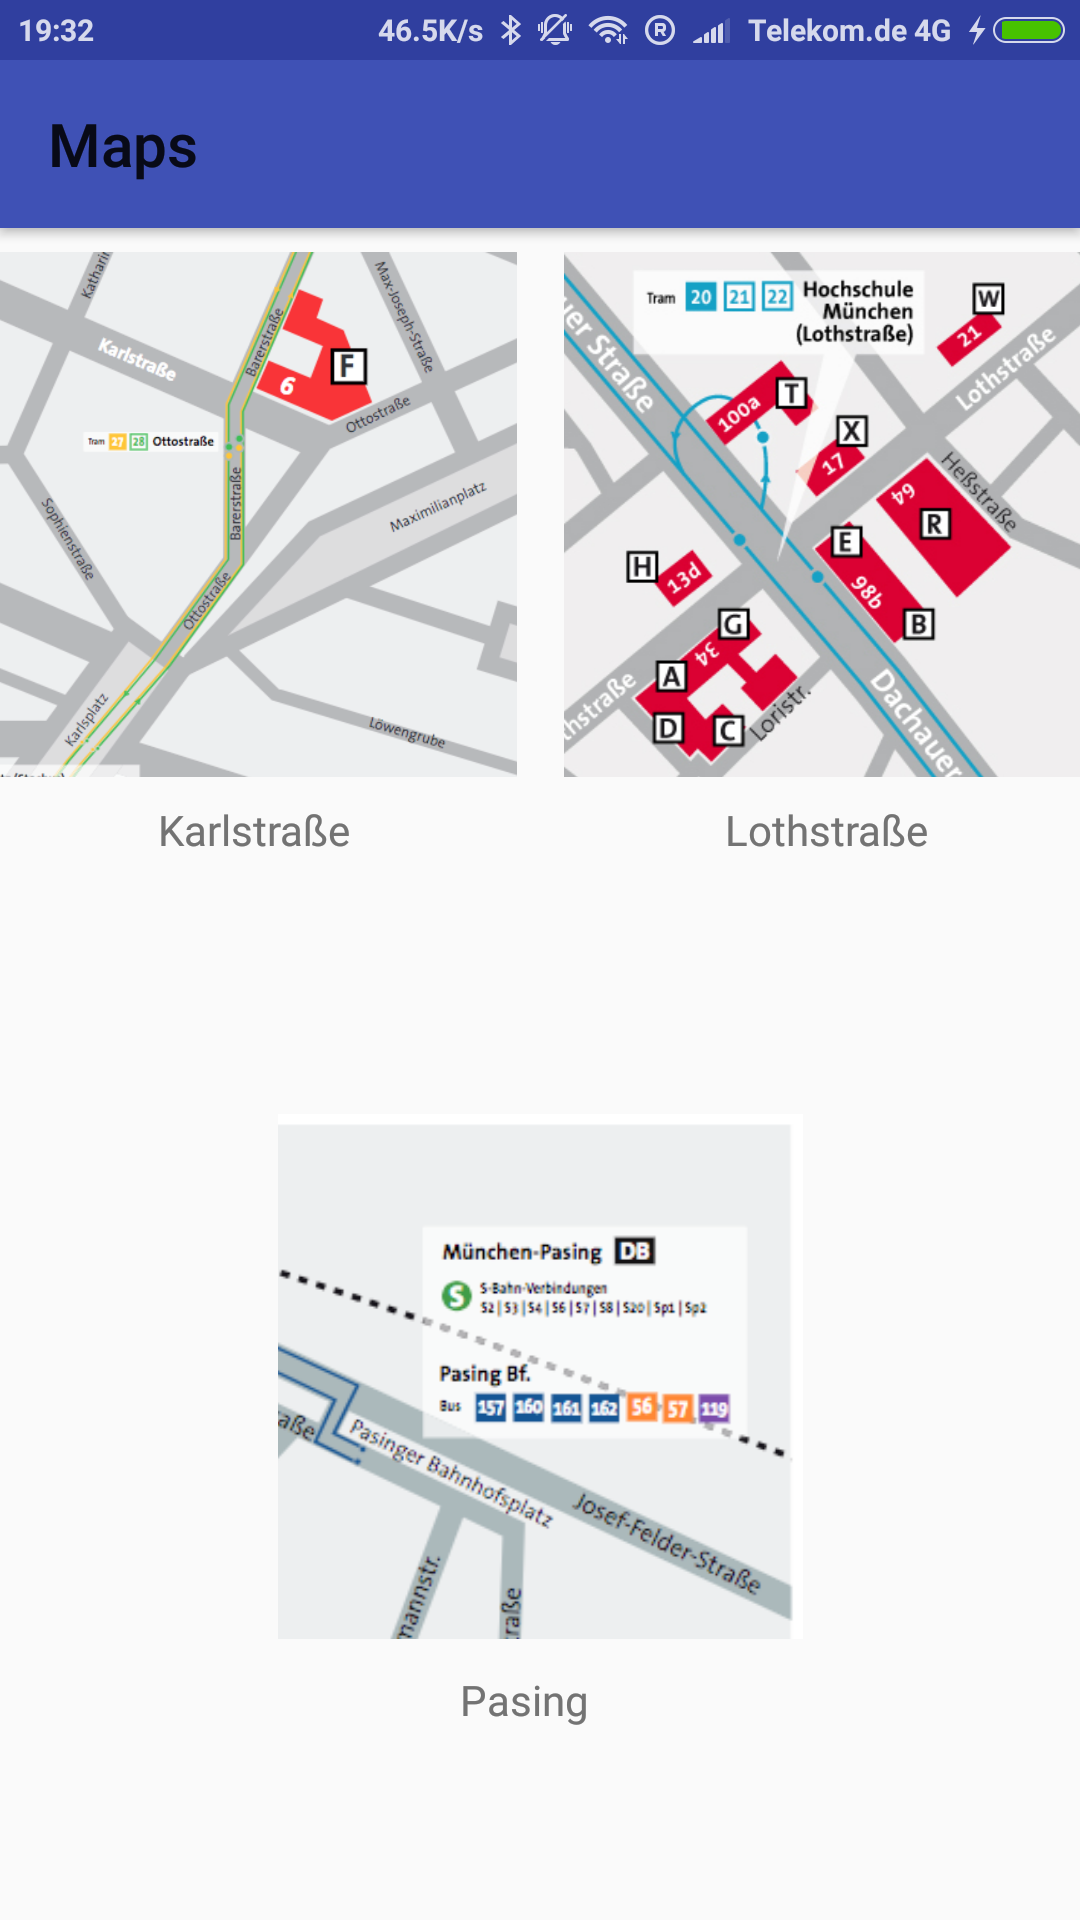 19:32 46.5K/s R Telekom.de 4G
Maps
Karlstraße
Barerstraße
Max-Joseph-Straße
F
6
Ottostraße
Tram 27 28 Ottostraße
Barerstraße
Maximilianplatz
Sophienstraße
Ottostraße
Karlsplatz
Löwengrube
Tram 20 21 22 Hochschule
München
(Lothstraße)
W
21
Lothstraße
uer Straße
T
100a
X
17
Heßstraße
64
R
E
H
13d
98b
B
G
34
A
D
C
Loristr.
thstraße
Dachauer
Karlstraße
Lothstraße
München-Pasing DB
S S-Bahn-Verbindungen
S2 | S3 | S4 | S6 | S7 | S8 | S20 | Sp1 | Sp2
Pasing Bf.
Bus 157 160 161 162 56 57 119
aße
Pasinger Bahnhofsplatz
Josef-Felder-Straße
mannstr.
raße
Pasing